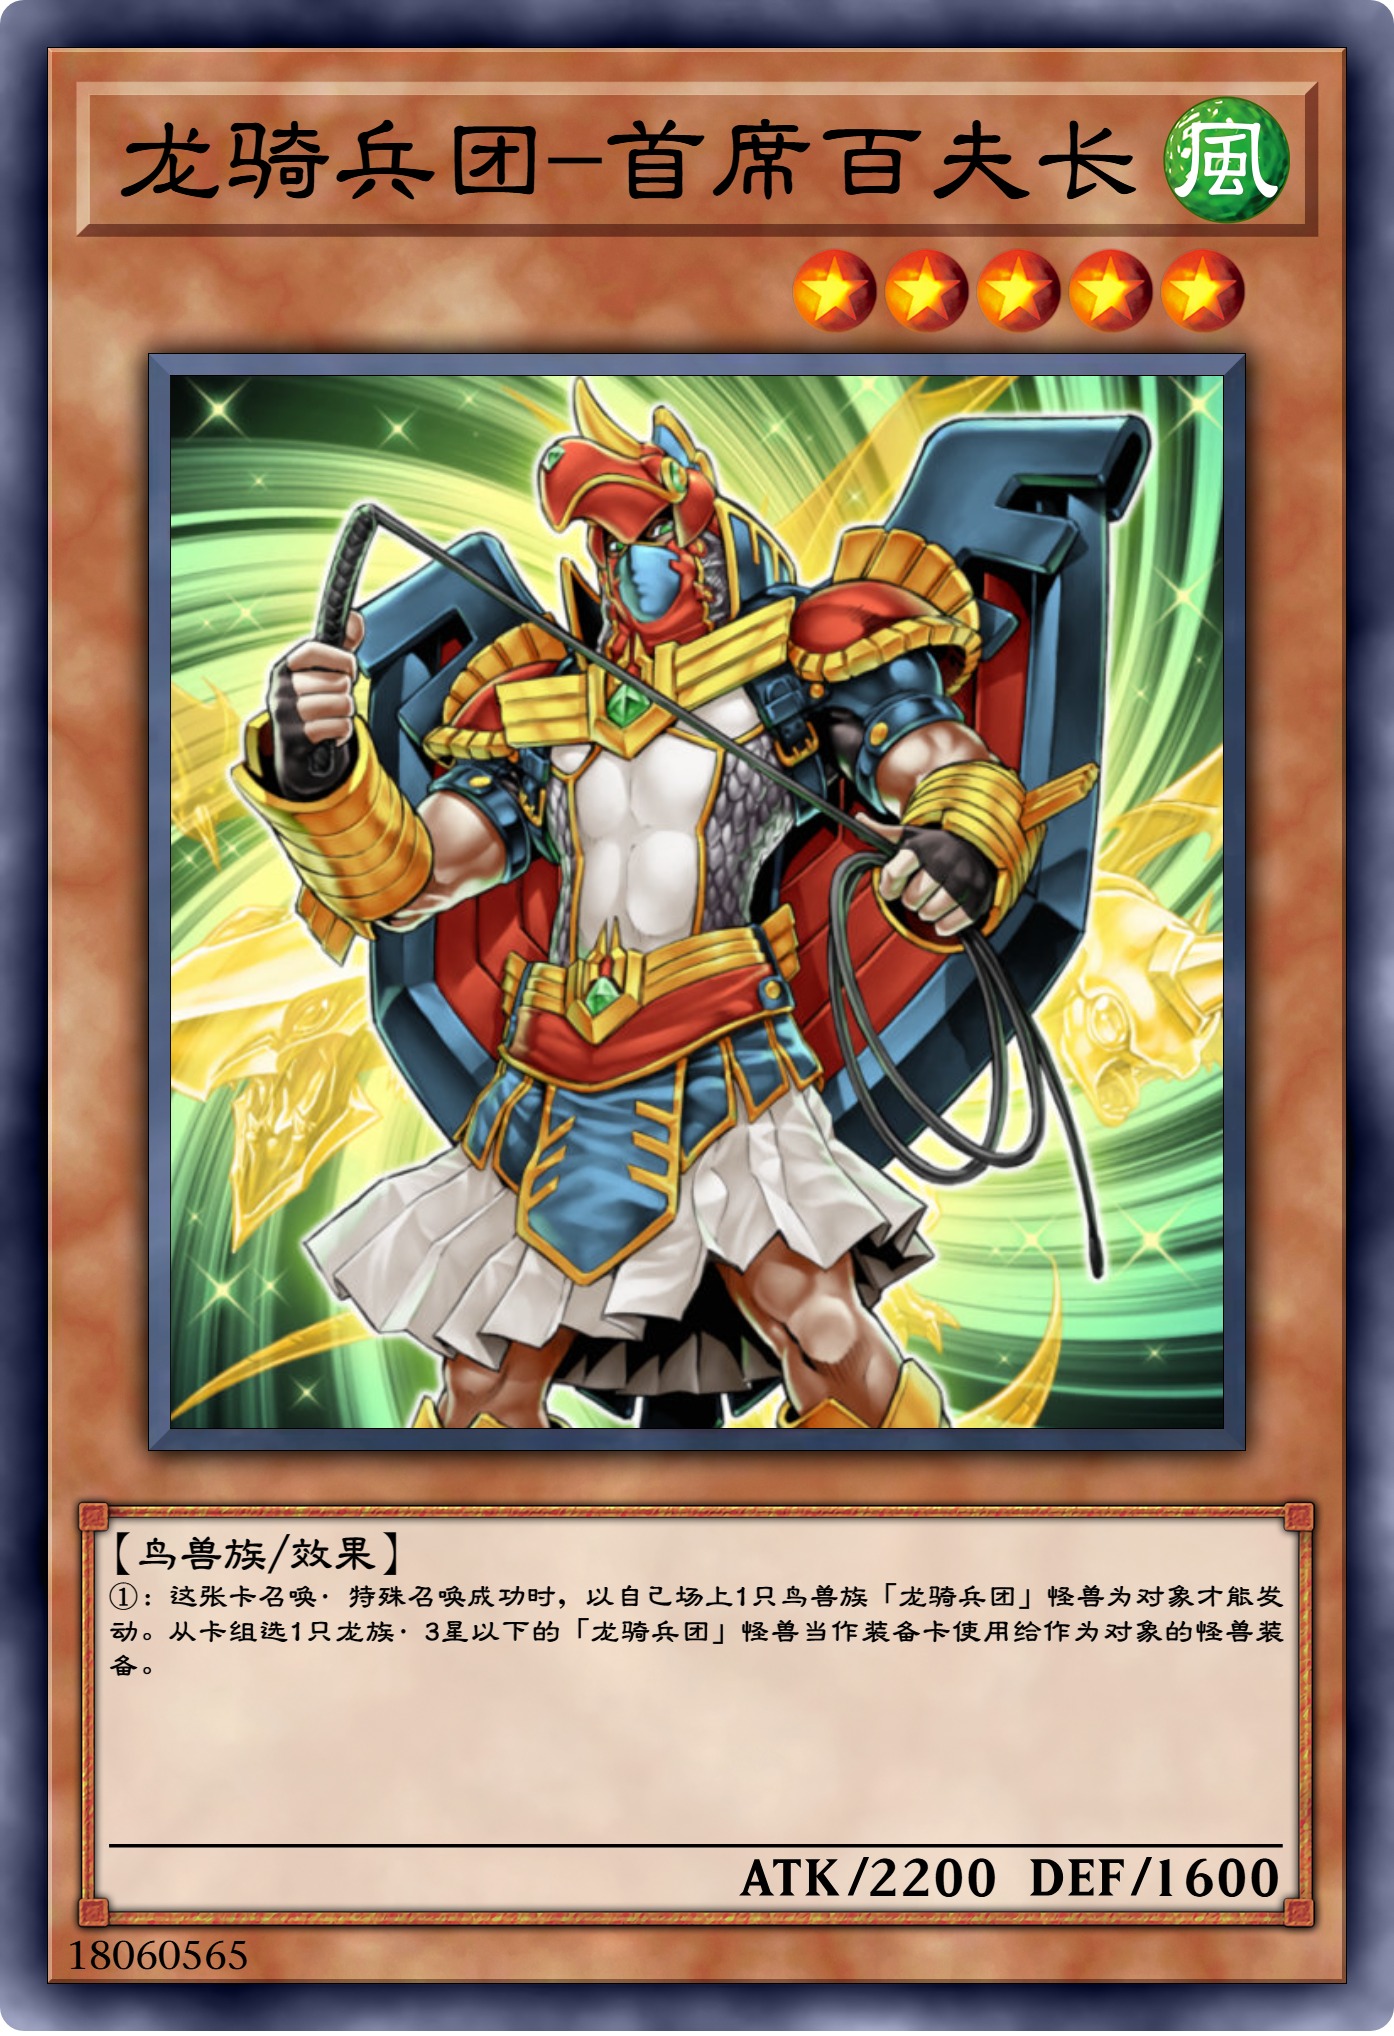 龙骑兵团-首席百夫长 風
【鸟兽族/效果】
①：这张卡召唤·特殊召唤成功时，以自己场上1只鸟兽族「龙骑兵团」怪兽为对象才能发
动。从卡组选1只龙族·3星以下的「龙骑兵团」怪兽当作装备卡使用给作为对象的怪兽装
备。
ATK/2200 DEF/1600
18060565